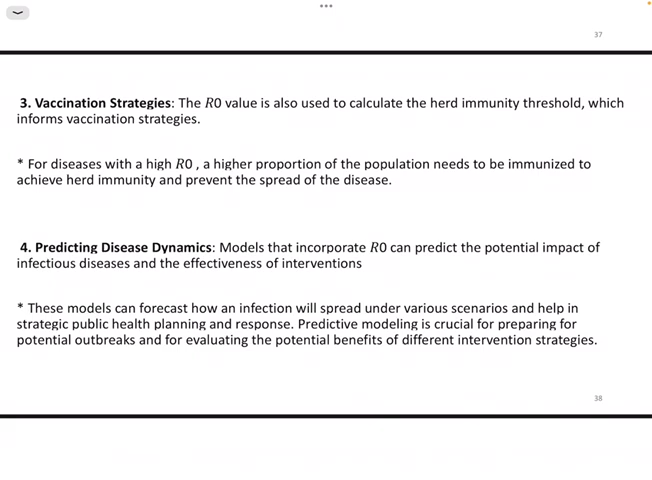 37
3. Vaccination Strategies: The R0 value is also used to calculate the herd immunity threshold, which
informs vaccination strategies.
* For diseases with a high R0 , a higher proportion of the population needs to be immunized to
achieve herd immunity and prevent the spread of the disease.
4. Predicting Disease Dynamics: Models that incorporate R0 can predict the potential impact of
infectious diseases and the effectiveness of interventions
* These models can forecast how an infection will spread under various scenarios and help in
strategic public health planning and response. Predictive modeling is crucial for preparing for
potential outbreaks and for evaluating the potential benefits of different intervention strategies.
38